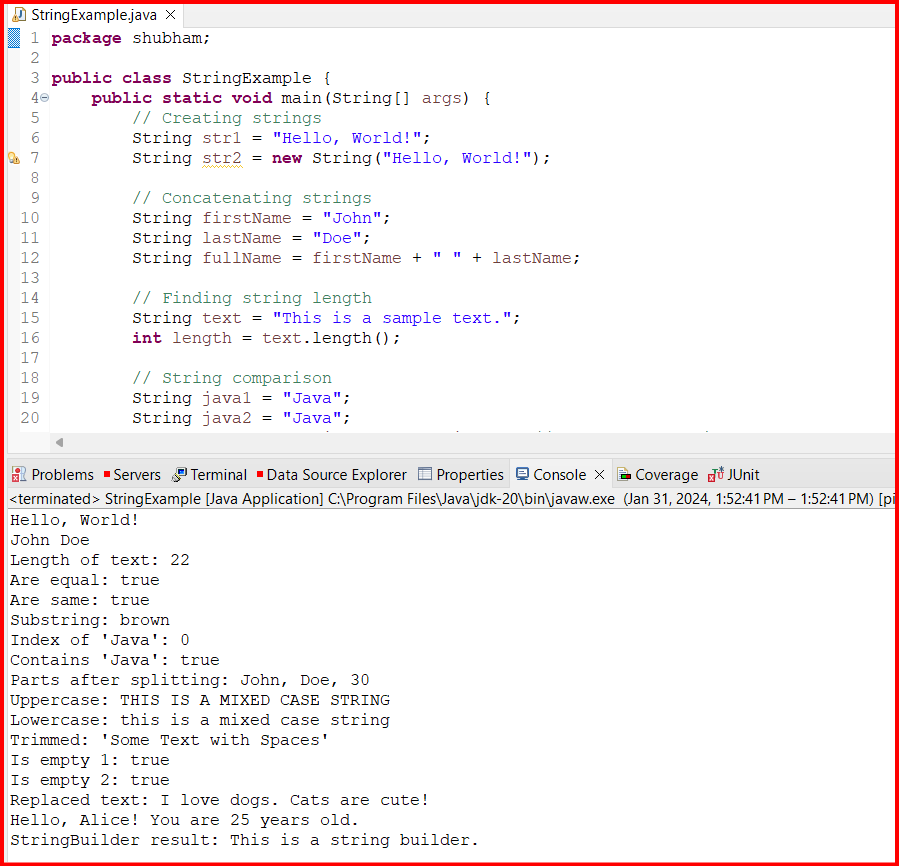 StringExample.java
1 package shubham;
2
3 public class StringExample {
4     public static void main(String[] args) {
5         // Creating strings
6         String str1 = "Hello, World!";
7         String str2 = new String("Hello, World!");
8
9         // Concatenating strings
10         String firstName = "John";
11         String lastName = "Doe";
12         String fullName = firstName + " " + lastName;
13
14         // Finding string length
15         String text = "This is a sample text.";
16         int length = text.length();
17
18         // String comparison
19         String java1 = "Java";
20         String java2 = "Java";
Problems Servers Terminal Data Source Explorer Properties Console Coverage JUnit
<terminated> StringExample [Java Application] C:\Program Files\Java\jdk-20\bin\javaw.exe (Jan 31, 2024, 1:52:41 PM – 1:52:41 PM) [pi
Hello, World!
John Doe
Length of text: 22
Are equal: true
Are same: true
Substring: brown
Index of 'Java': 0
Contains 'Java': true
Parts after splitting: John, Doe, 30
Uppercase: THIS IS A MIXED CASE STRING
Lowercase: this is a mixed case string
Trimmed: 'Some Text with Spaces'
Is empty 1: true
Is empty 2: true
Replaced text: I love dogs. Cats are cute!
Hello, Alice! You are 25 years old.
StringBuilder result: This is a string builder.